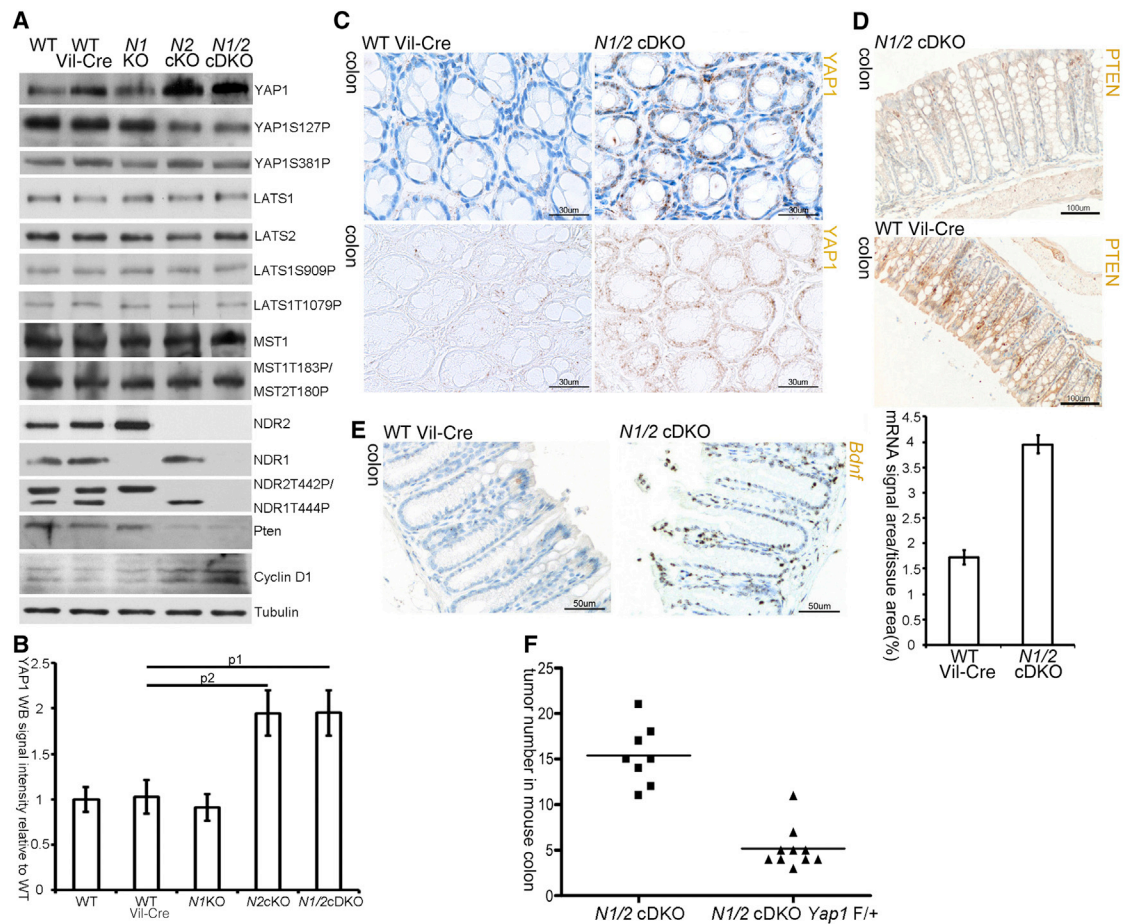 A
WT WT Vil-Cre N1 KO N2 cKO N1/2 cDKO
YAP1
YAP1S127P
YAP1S381P
LATS1
LATS2
LATS1S909P
LATS1T1079P
MST1
MST1T183P/
MST2T180P
NDR2
NDR1
NDR2T442P/
NDR1T444P
Pten
Cyclin D1
Tubulin
B
YAP1 WB signal intensity relative to WT
2.5
2
1.5
1
0.5
0
p1
p2
WT WT Vil-Cre N1KO N2cKO N1/2cDKO
C
WT Vil-Cre N1/2 cDKO
colon
YAP1
30um 30um
colon
YAP1
30um 30um
D
N1/2 cDKO
colon
PTEN
100um
WT Vil-Cre
PTEN
100um
E
WT Vil-Cre N1/2 cDKO
colon
Bdnf
50um 50um
mRNA signal area/tissue area(%)
4.5
4
3.5
3
2.5
2
1.5
1
0.5
0
WT Vil-Cre N1/2 cDKO
F
tumor number in mouse colon
25
20
15
10
5
0
N1/2 cDKO N1/2 cDKO Yap1 F/+